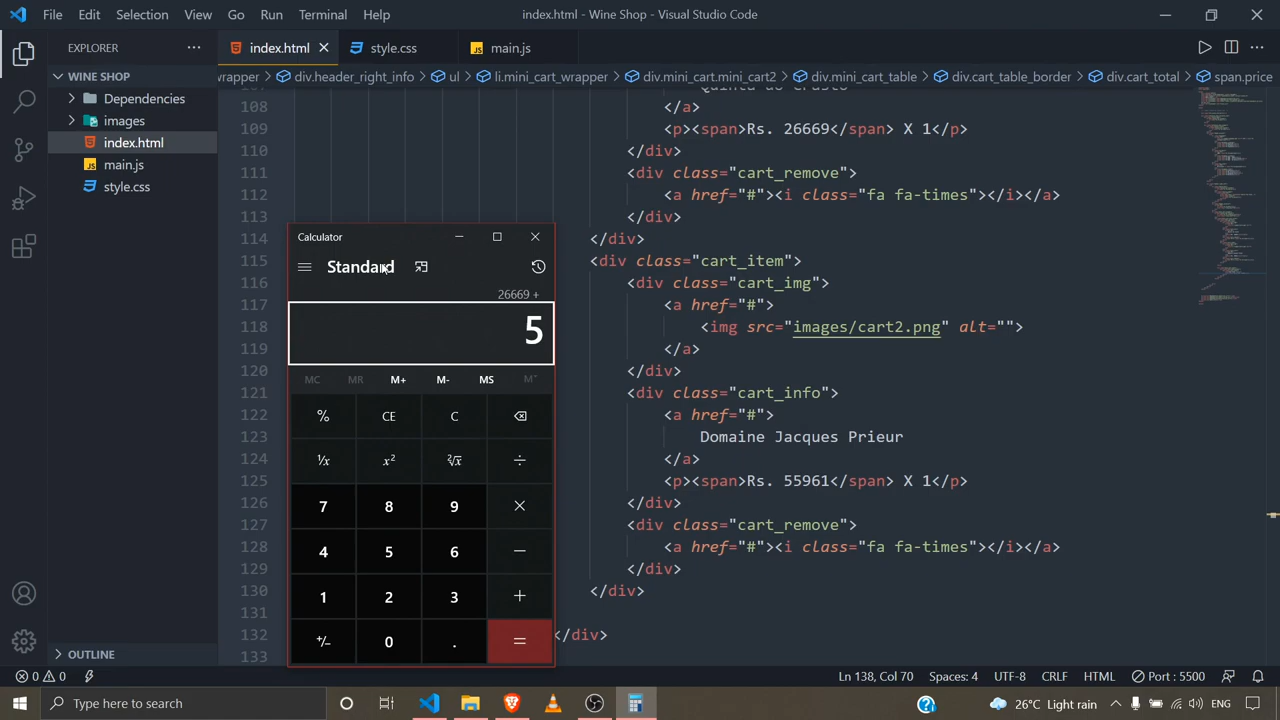 File Edit Selection View Go Run Terminal Help index.html - Wine Shop - Visual Studio Code
EXPLORER
index.html
style.css
main.js
WINE SHOP
Dependencies
images
index.html
main.js
style.css
OUTLINE
wrapper div.header_right_info ul li.mini_cart_wrapper div.mini_cart.mini_cart2 div.mini_cart_table div.cart_table_border div.cart_total span.price
108 </a>
109 <p><span>Rs. 26669</span> X 1</p>
110 </div>
111 <div class="cart_remove">
112 <a href="#"><i class="fa fa-times"></i></a>
113 </div>
114 </div>
115 <div class="cart_item">
116 <div class="cart_img">
117 <a href="#">
118 <img src="images/cart2.png" alt="">
119 </a>
120 </div>
121 <div class="cart_info">
122 <a href="#">
123 Domaine Jacques Prieur
124 </a>
125 <p><span>Rs. 55961</span> X 1</p>
126 </div>
127 <div class="cart_remove">
128 <a href="#"><i class="fa fa-times"></i></a>
129 </div>
130 </div>
131
132 </div>
133
Calculator
Standard
26669 +
5
MC MR M+ M- MS M˅
% CE C
⅟x x² ²√x ÷
7 8 9 ×
4 5 6 −
1 2 3 +
+/− 0 . =
0 0 Ln 138, Col 70 Spaces: 4 UTF-8 CRLF HTML Port : 5500
Type here to search 26°C Light rain ENG